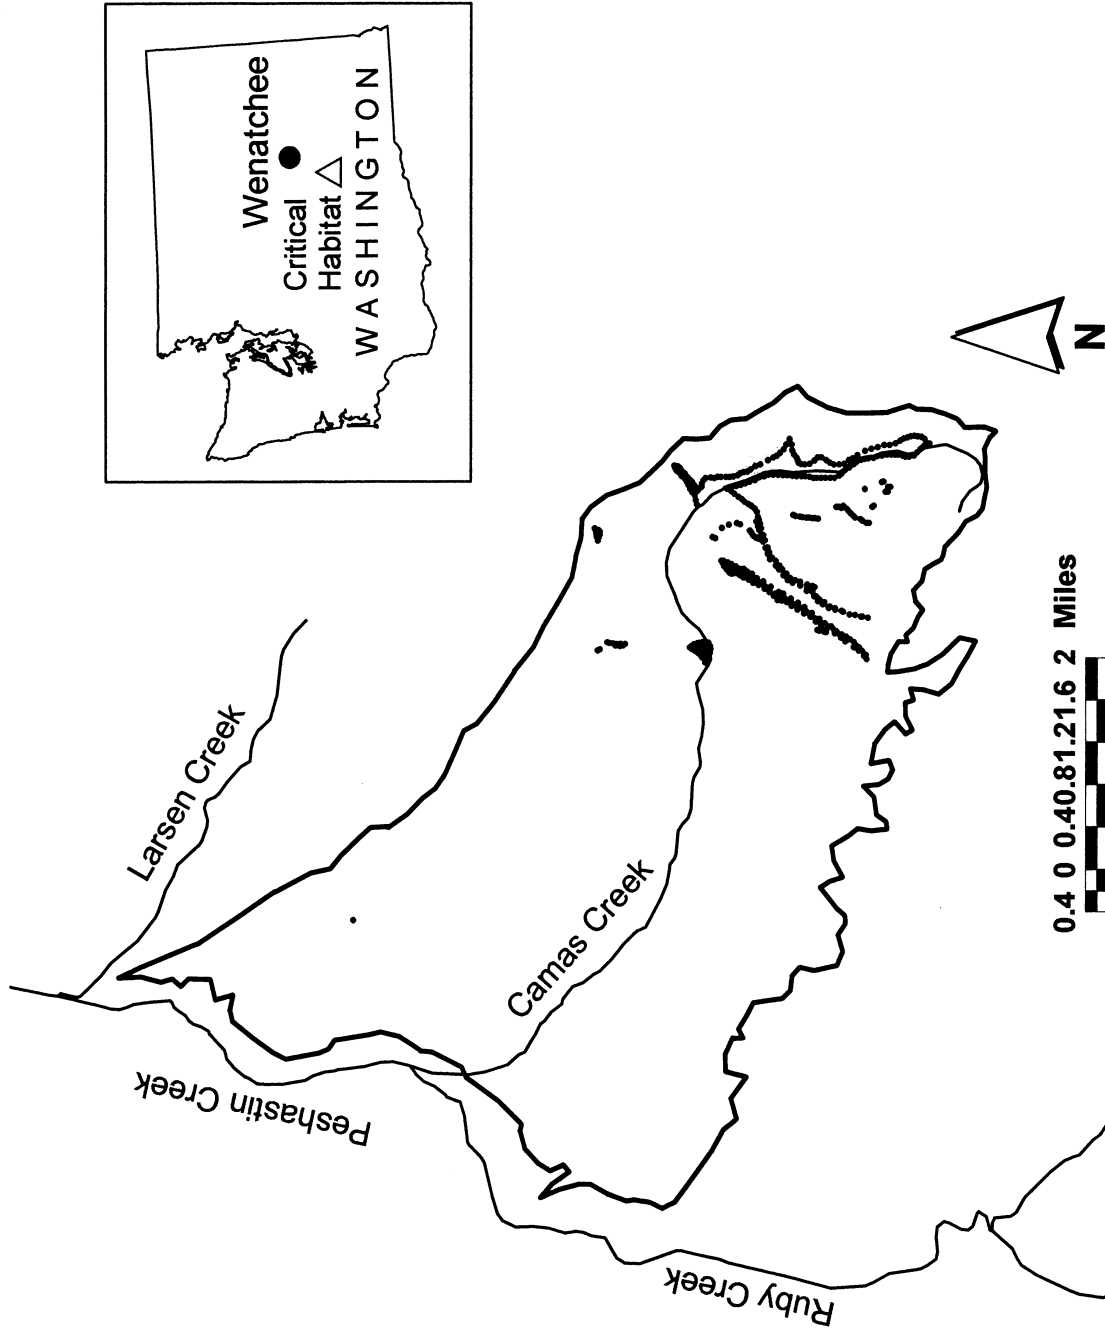 Wenatchee
Critical
Habitat
WASHINGTON
Larsen Creek
Camas Creek
Peshastin Creek
Ruby Creek
N
0.4 0 0.40.81.21.6 2 Miles